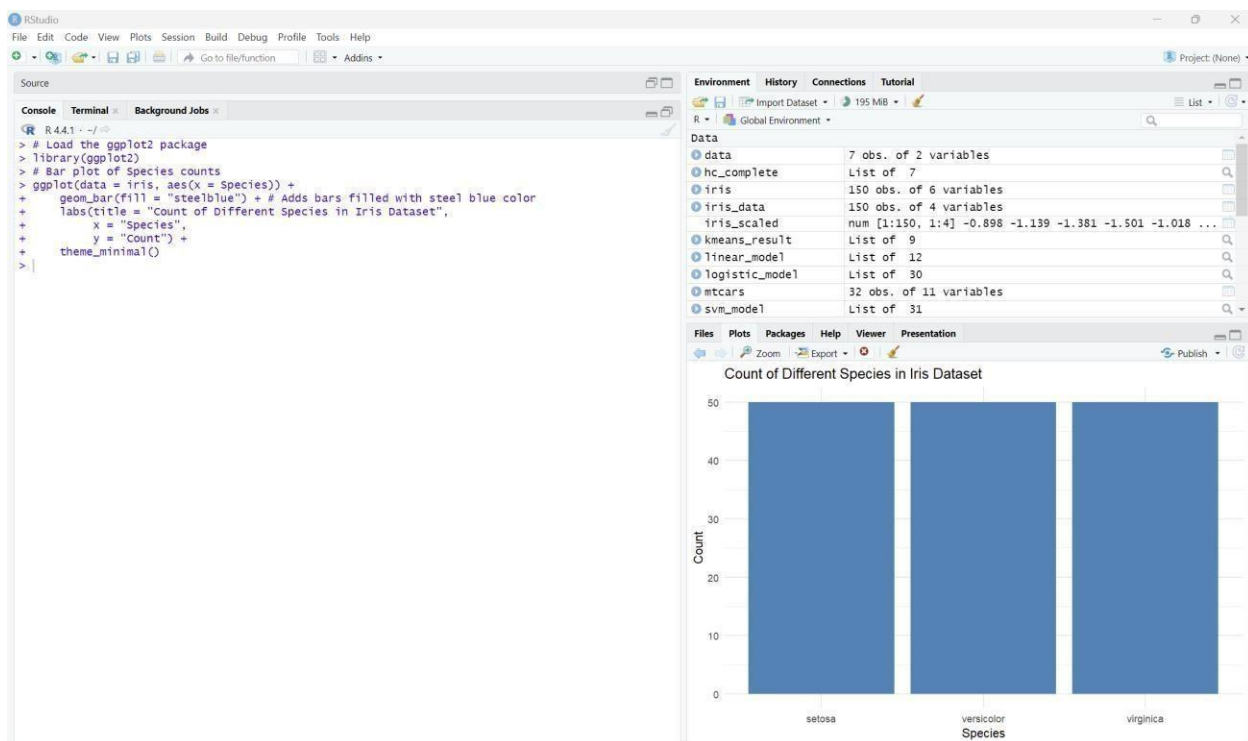 RStudio
File Edit Code View Plots Session Build Debug Profile Tools Help
Go to file/function Addins Project: (None)
Source
Console Terminal Background Jobs
R 4.4.1 · ~/
> # Load the ggplot2 package
> library(ggplot2)
> # Bar plot of Species counts
> ggplot(data = iris, aes(x = Species)) +
+     geom_bar(fill = "steelblue") + # Adds bars filled with steel blue color
+     labs(title = "Count of Different Species in Iris Dataset",
+          x = "Species",
+          y = "Count") +
+     theme_minimal()
>
Environment History Connections Tutorial
Import Dataset 195 MiB List
R Global Environment
Data
data 7 obs. of 2 variables
hc_complete List of 7
iris 150 obs. of 6 variables
iris_data 150 obs. of 4 variables
iris_scaled num [1:150, 1:4] -0.898 -1.139 -1.381 -1.501 -1.018 ...
kmeans_result List of 9
linear_model List of 12
logistic_model List of 30
mtcars 32 obs. of 11 variables
svm_model List of 31
Files Plots Packages Help Viewer Presentation
Zoom Export Publish
Count of Different Species in Iris Dataset
50
40
30
20
10
0
Count
setosa versicolor virginica
Species